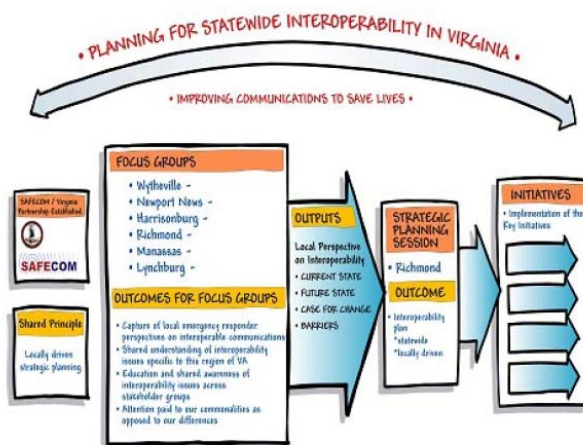 • PLANNING FOR STATEWIDE INTEROPERABILITY IN VIRGINIA •
• IMPROVING COMMUNICATIONS TO SAVE LIVES •
SAFECOM / Virginia
Partnership Established
SAFECOM
Shared Principle
Locally driven
strategic planning
FOCUS GROUPS
• Wytheville -
• Newport News -
• Harrisonburg -
• Richmond -
• Manassas -
• Lynchburg -
OUTCOMES FOR FOCUS GROUPS
• Capture of local emergency responder
perspectives on interoperable communications
• Shared understanding of interoperability
issues specific to this region of VA
• Education and shared awareness of
interoperability issues across
stakeholder groups
• Attention paid to our commonalities as
opposed to our differences
OUTPUTS
Local Perspective
on Interoperability
• CURRENT STATE
• FUTURE STATE
• CASE FOR CHANGE
• BARRIERS
STRATEGIC
PLANNING
SESSION
• Richmond
OUTCOME
• Interoperability
plan
*statewide
*locally driven
INITIATIVES
• Implementation of the
Key Initiatives